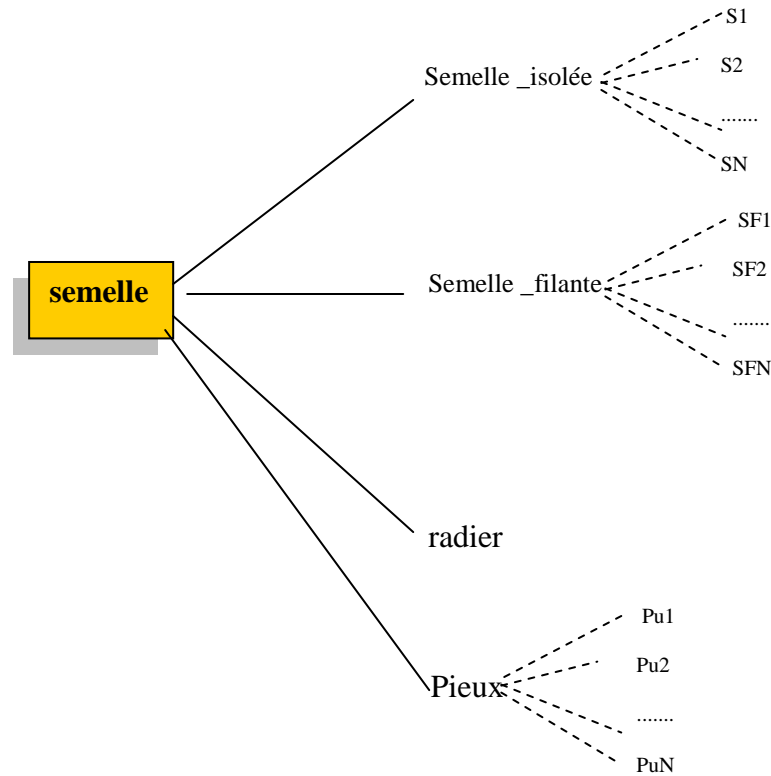 S1
Semelle _isolée
S2
.......
SN
SF1
semelle
Semelle _filante
SF2
.......
SFN
radier
Pu1
Pieux
Pu2
.......
PuN